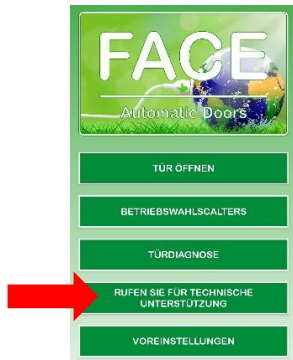 FACE
Automatic Doors
TÜR ÖFFNEN
BETRIEBSWAHLSCALTERS
TÜRDIAGNOSE
RUFEN SIE FÜR TECHNISCHE
UNTERSTÜTZUNG
VOREINSTELLUNGEN